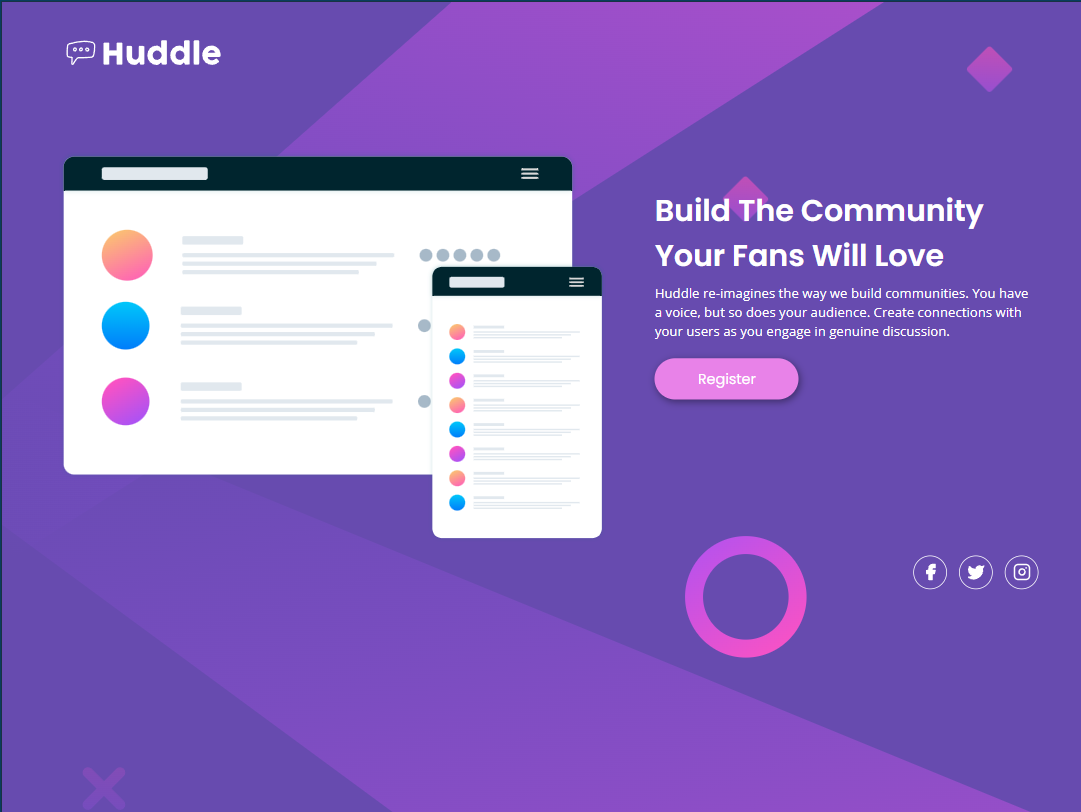 Huddle
Build The Community
Your Fans Will Love
Huddle re-imagines the way we build communities. You have
a voice, but so does your audience. Create connections with
your users as you engage in genuine discussion.
Register